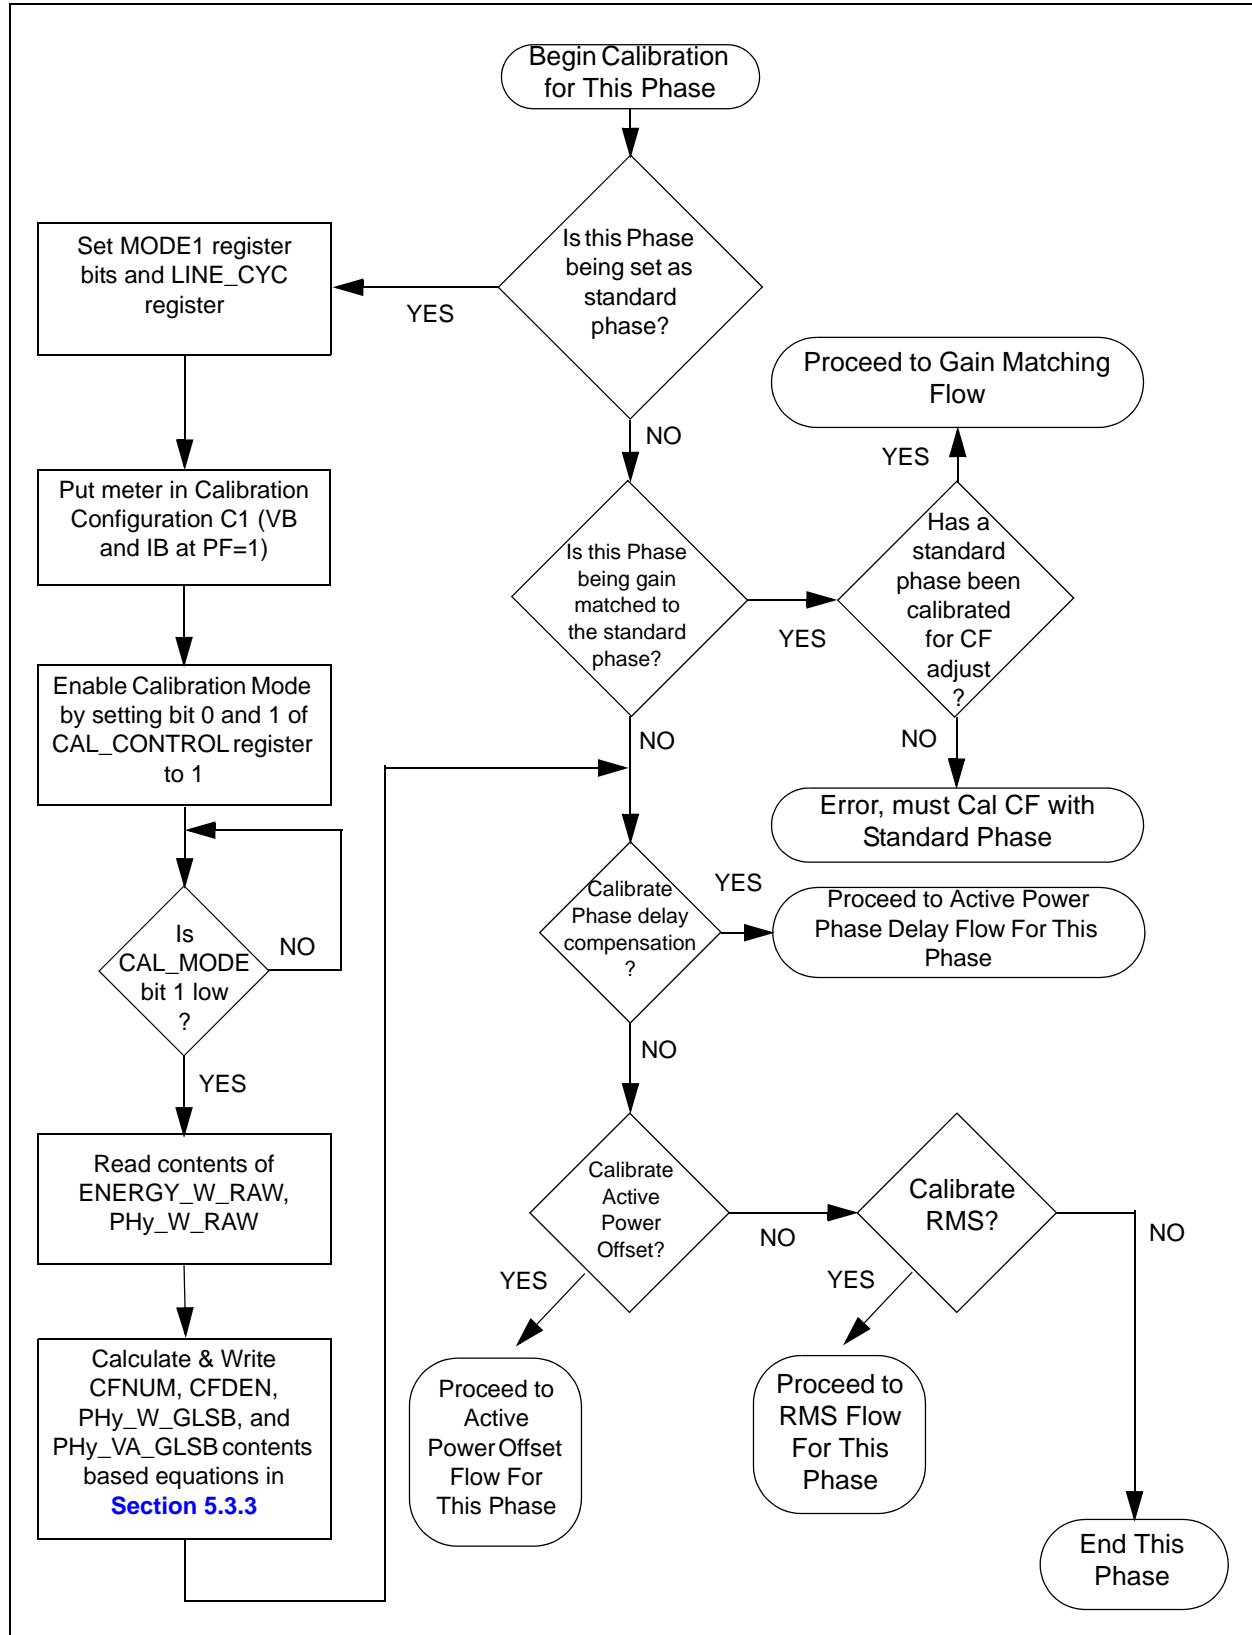 Begin Calibration
for This Phase
Is this Phase
being set as
standard
phase?
YES
Set MODE1 register
bits and LINE_CYC
register
Put meter in Calibration
Configuration C1 (VB
and IB at PF=1)
Enable Calibration Mode
by setting bit 0 and 1 of
CAL_CONTROL register
to 1
Is
CAL_MODE
bit 1 low
?
NO
YES
Read contents of
ENERGY_W_RAW,
PHy_W_RAW
Calculate & Write
CFNUM, CFDEN,
PHy_W_GLSB, and
PHy_VA_GLSB contents
based equations in
Section 5.3.3
NO
Is this Phase
being gain
matched to
the standard
phase?
YES
Has a
standard
phase been
calibrated
for CF
adjust
?
YES
Proceed to Gain Matching
Flow
NO
Error, must Cal CF with
Standard Phase
NO
Calibrate
Phase delay
compensation
?
YES
Proceed to Active Power
Phase Delay Flow For This
Phase
NO
Calibrate
Active
Power
Offset?
YES
Proceed to
Active
Power Offset
Flow For
This Phase
NO
Calibrate
RMS?
YES
Proceed to
RMS Flow
For This
Phase
NO
End This
Phase